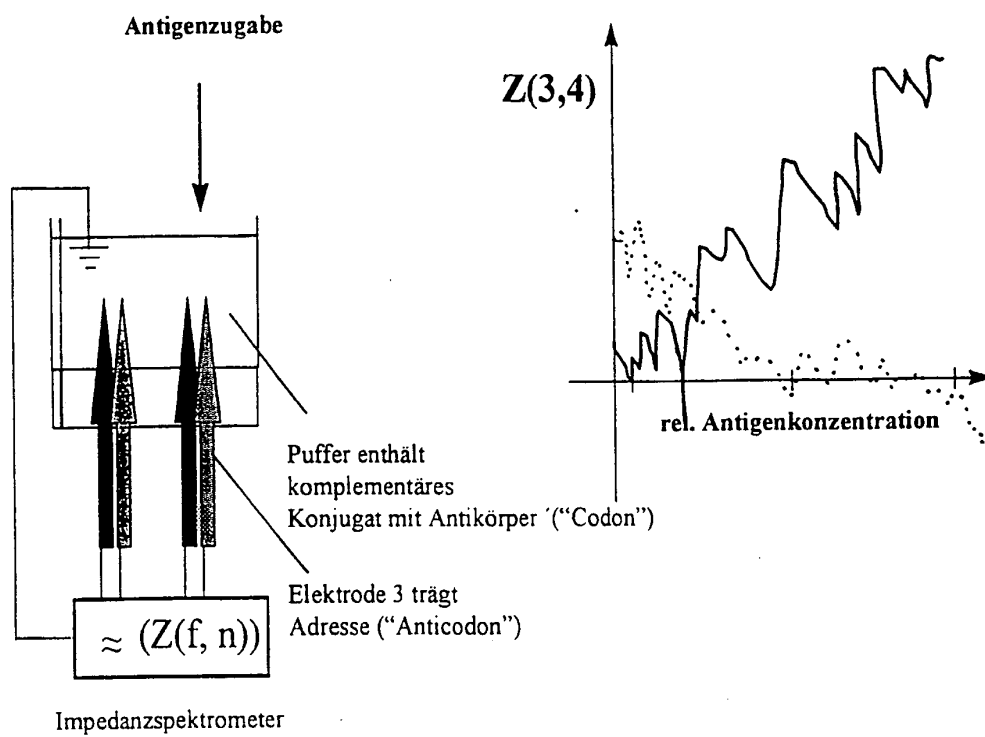 Antigenzugabe
Z(3,4)
rel. Antigenkonzentration
Puffer enthält
komplementäres
Konjugat mit Antikörper ´(“Codon”)
Elektrode 3 trägt
Adresse (“Anticodon”)
≈ (Z(f, n))
Impedanzspektrometer